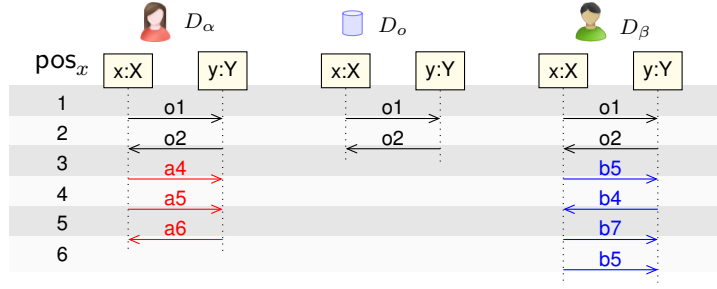 Dα Do Dβ
posx x:X y:Y x:X y:Y x:X y:Y
1 o1 o1 o1
2 o2 o2 o2
3 a4 b5
4 a5 b4
5 a6 b7
6 b5